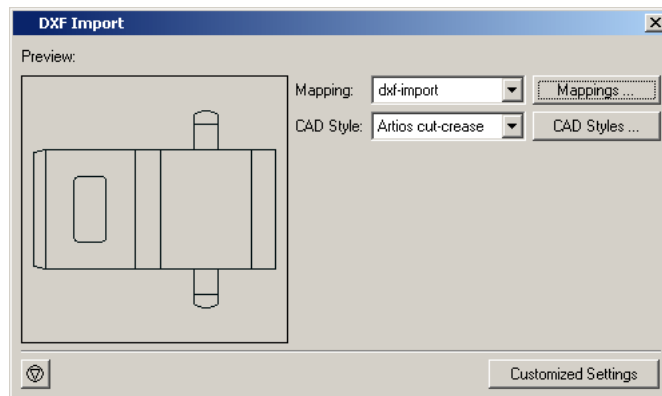 DXF Import
Preview:
Mapping: dxf-import Mappings ...
CAD Style: Artios cut-crease CAD Styles ...
Customized Settings